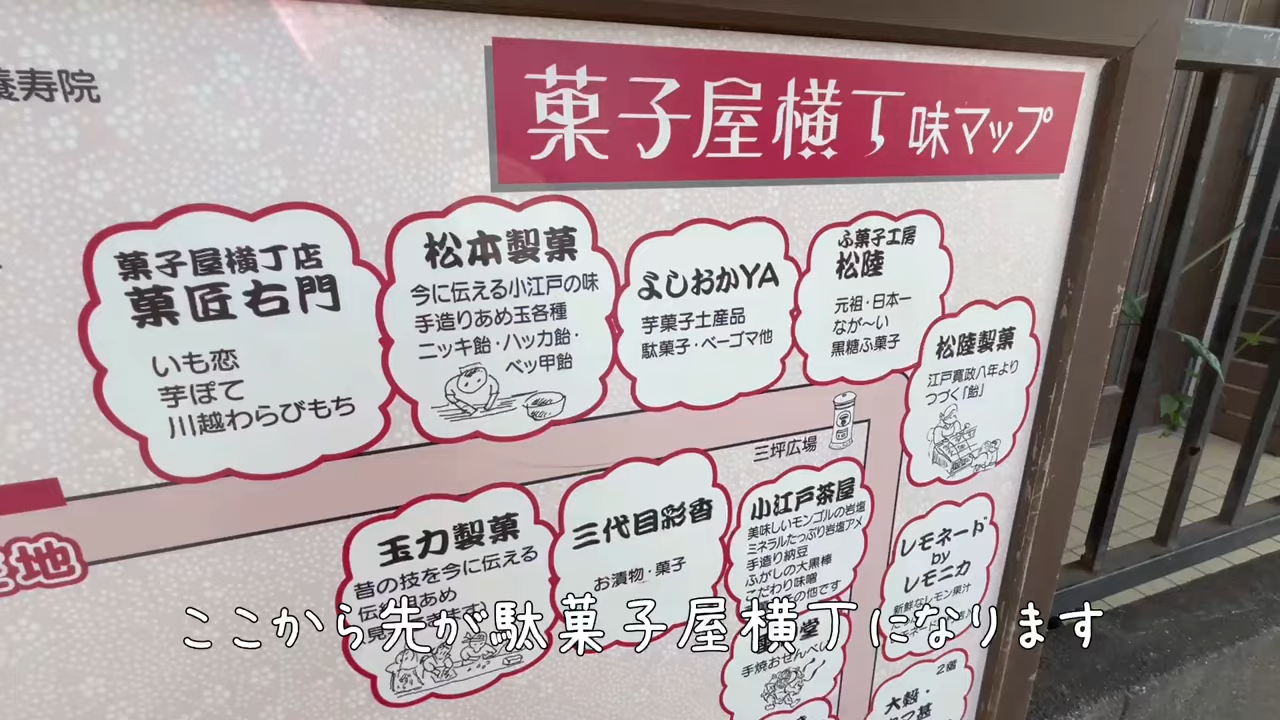 養寿院
菓子屋横丁 味マップ
菓子屋横丁店
菓匠右門
いも恋
芋ぽて
川越わらびもち
松本製菓
今に伝える小江戸の味
手造りあめ玉各種
ニッキ飴・ハッカ飴・
ベッ甲飴
よしおかYA
芋菓子土産品
駄菓子・ベーゴマ他
ふ菓子工房
松陸
元祖・日本一
なが〜い
黒糖ふ菓子
松陸製菓
江戸寛政八年より
つづく「飴」
三坪広場
玉力製菓
昔の技を今に伝える
三代目彩香
お漬物・菓子
小江戸茶屋
美味しいモンゴルの岩塩
ミネラルたっぷり岩塩アメ
手造り納豆
ふがしの大黒棒
こだわり味噌
その他です
レモネード
by
レモニカ
新鮮なレモン果汁
堂
手焼おせんべい
2階
大穀・
地
ここから先が駄菓子屋横丁になります